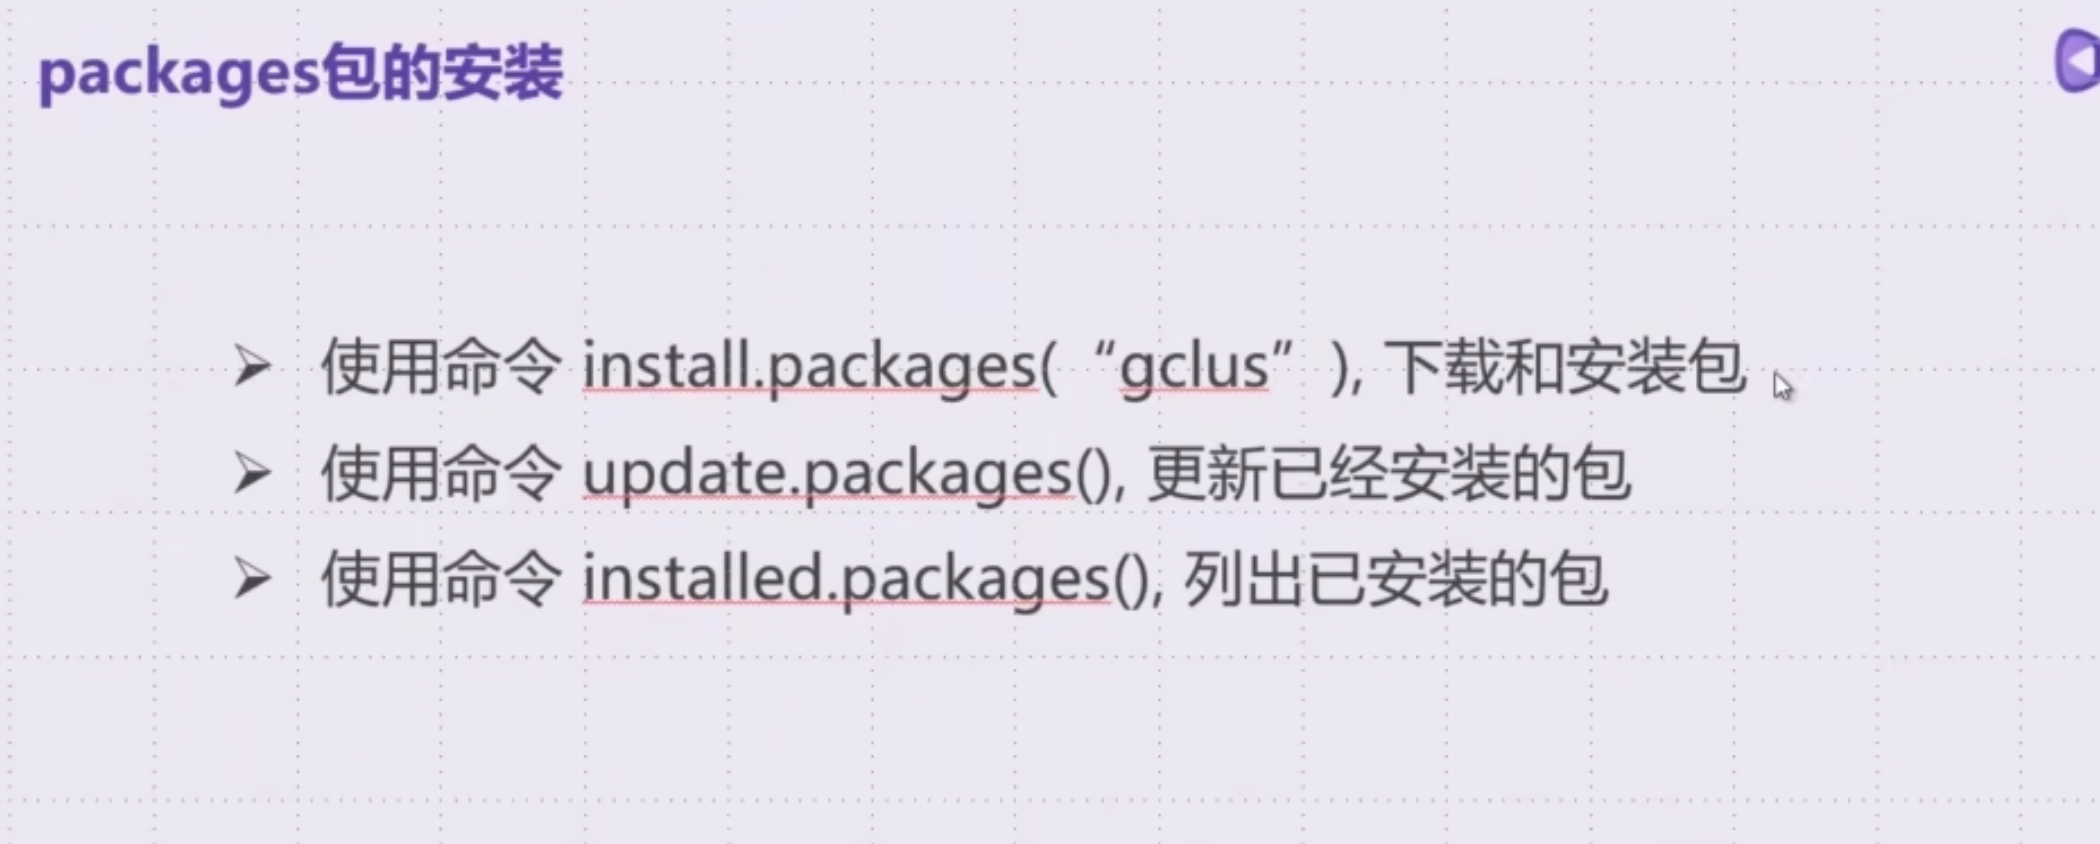 packages包的安装
使用命令 install.packages(“gclus”), 下载和安装包
使用命令 update.packages(), 更新已经安装的包
使用命令 installed.packages(), 列出已安装的包